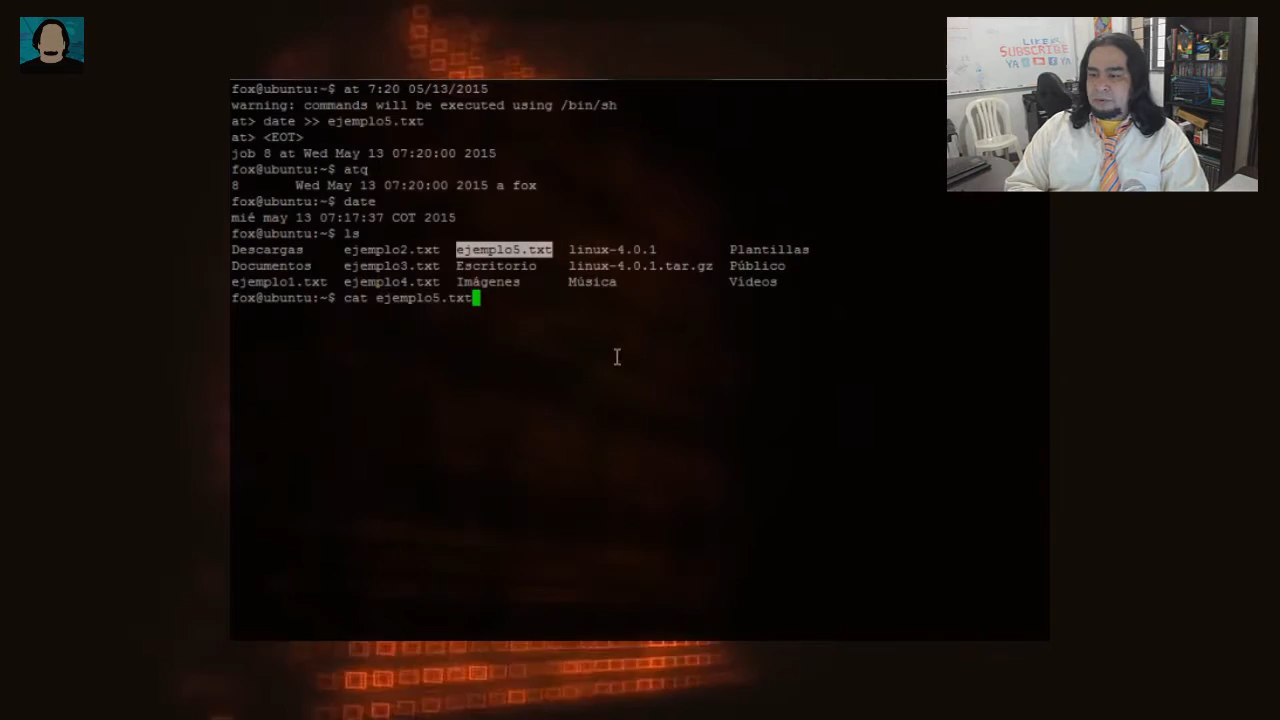 LIKE
SUBSCRIBE
YA YA
fox@ubuntu:~$ at 7:20 05/13/2015
warning: commands will be executed using /bin/sh
at> date >> ejemplo5.txt
at> <EOT>
job 8 at Wed May 13 07:20:00 2015
fox@ubuntu:~$ atq
8 Wed May 13 07:20:00 2015 a fox
fox@ubuntu:~$ date
mié may 13 07:17:37 COT 2015
fox@ubuntu:~$ ls
Descargas ejemplo2.txt ejemplo5.txt linux-4.0.1 Plantillas
Documentos ejemplo3.txt Escritorio linux-4.0.1.tar.gz Público
ejemplo1.txt ejemplo4.txt Imágenes Música Vídeos
fox@ubuntu:~$ cat ejemplo5.txt